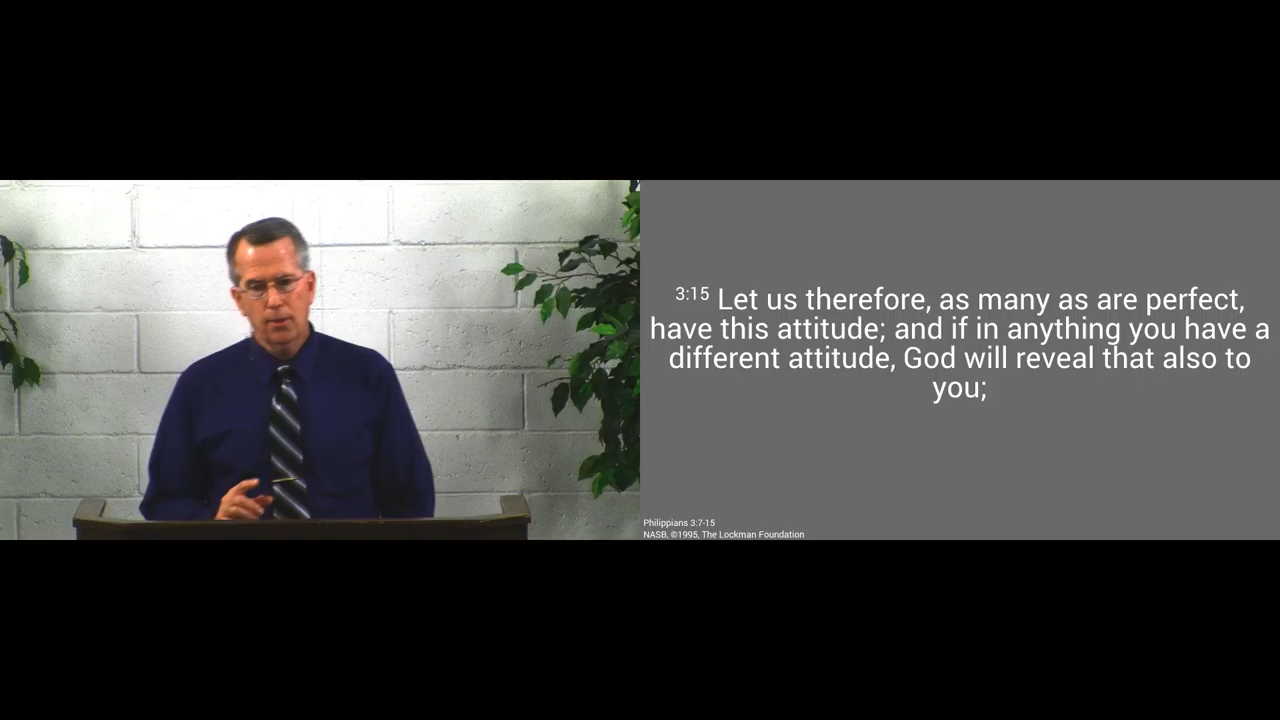 3:15 Let us therefore, as many as are perfect,
have this attitude; and if in anything you have a
different attitude, God will reveal that also to
you;
Philippians 3:7-15
NASB, ©1995, The Lockman Foundation